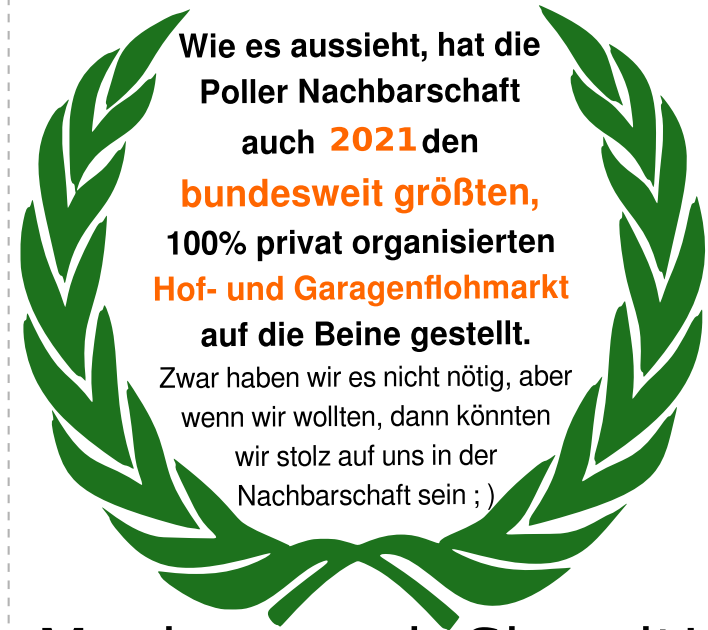 Wie es aussieht, hat die
Poller Nachbarschaft
auch 2021 den
bundesweit größten,
100% privat organisierten
Hof- und Garagenflohmarkt
auf die Beine gestellt.
Zwar haben wir es nicht nötig, aber
wenn wir wollten, dann könnten
wir stolz auf uns in der
Nachbarschaft sein ; )